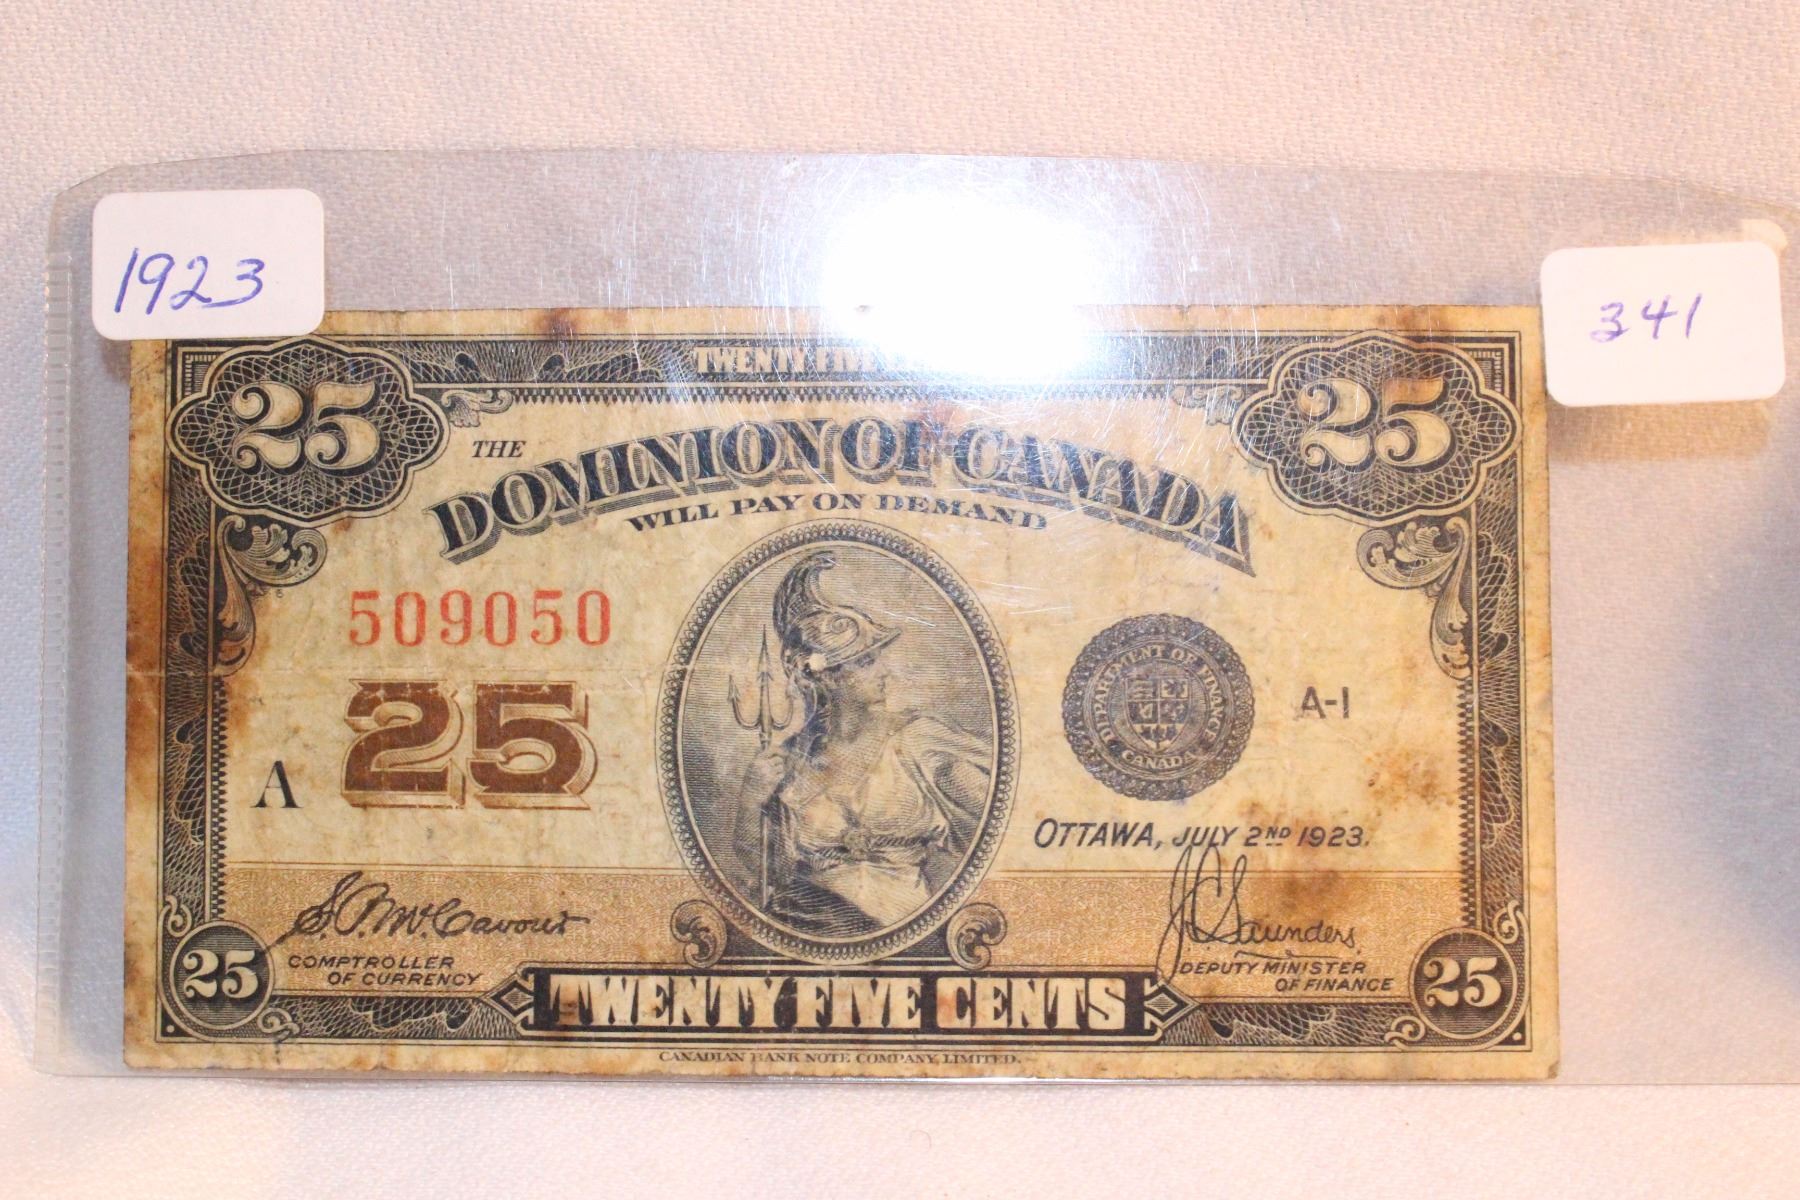 1923
341
TWENTY FIVE
25
25
THE
DOMINION OF CANADA
WILL PAY ON DEMAND
509050
25
A
DEPARTMENT OF FINANCE
CANADA
A-1
OTTAWA, JULY 2ND 1923.
J.C. Saunders
COMPTROLLER
OF CURRENCY
DEPUTY MINISTER
OF FINANCE
25
25
TWENTY FIVE CENTS
CANADIAN BANK NOTE COMPANY, LIMITED.